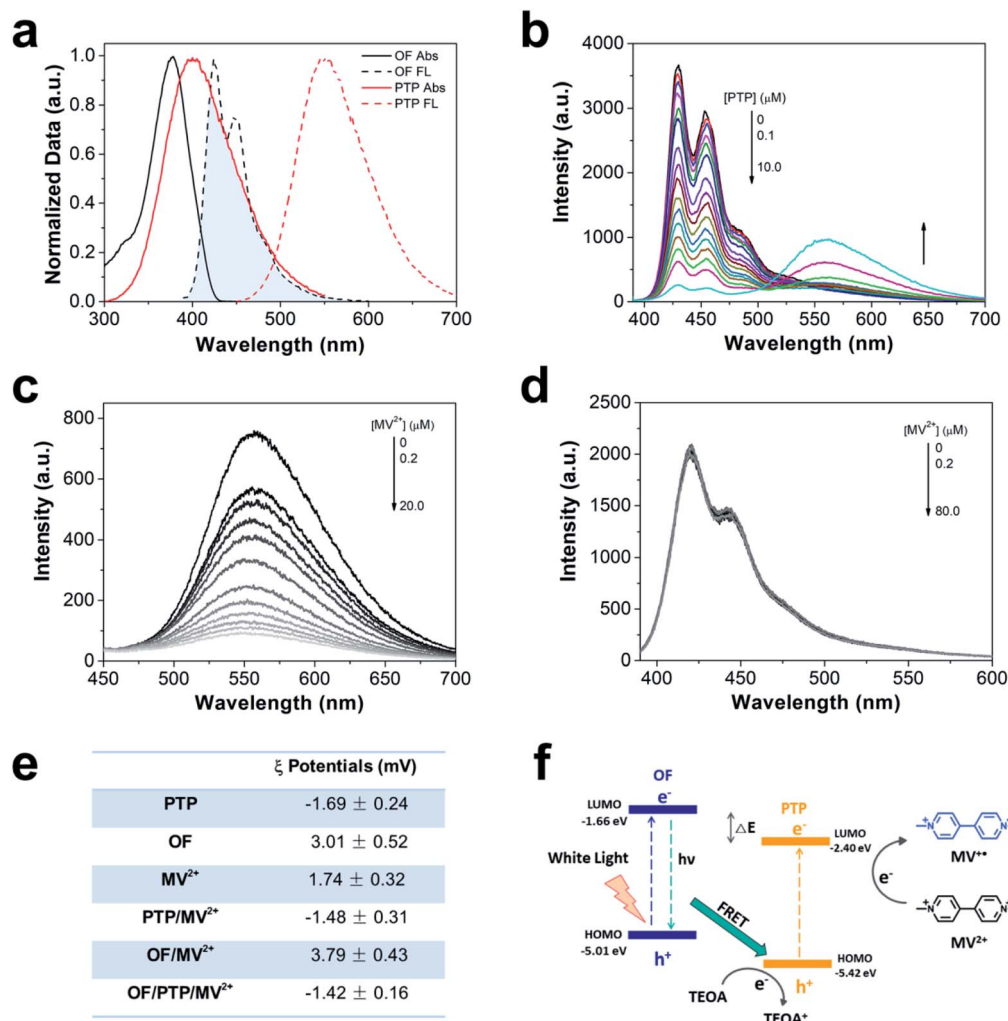 a
Normalized Data (a.u.)
1.0
0.8
0.6
0.4
0.2
0.0
300 400 500 600 700
Wavelength (nm)
OF Abs
OF FL
PTP Abs
PTP FL
b
Intensity (a.u.)
4000
3000
2000
1000
0
400 450 500 550 600 650 700
Wavelength (nm)
[PTP] (μM)
0
0.1
10.0
c
Intensity (a.u.)
800
600
400
200
0
450 500 550 600 650 700
Wavelength (nm)
[MV²⁺] (μM)
0
0.2
20.0
d
Intensity (a.u.)
2500
2000
1500
1000
500
0
400 450 500 550 600
Wavelength (nm)
[MV²⁺] (μM)
0
0.2
80.0
e
ξ Potentials (mV)
PTP -1.69 ± 0.24
OF 3.01 ± 0.52
MV²⁺ 1.74 ± 0.32
PTP/MV²⁺ -1.48 ± 0.31
OF/MV²⁺ 3.79 ± 0.43
OF/PTP/MV²⁺ -1.42 ± 0.16
f
OF
e⁻
LUMO
-1.66 eV
△E
PTP
e⁻
LUMO
-2.40 eV
White Light
hν
FRET
HOMO
-5.01 eV
h⁺
HOMO
-5.42 eV
h⁺
TEOA
e⁻
TEOA⁺
MV⁺•
e⁻
MV²⁺